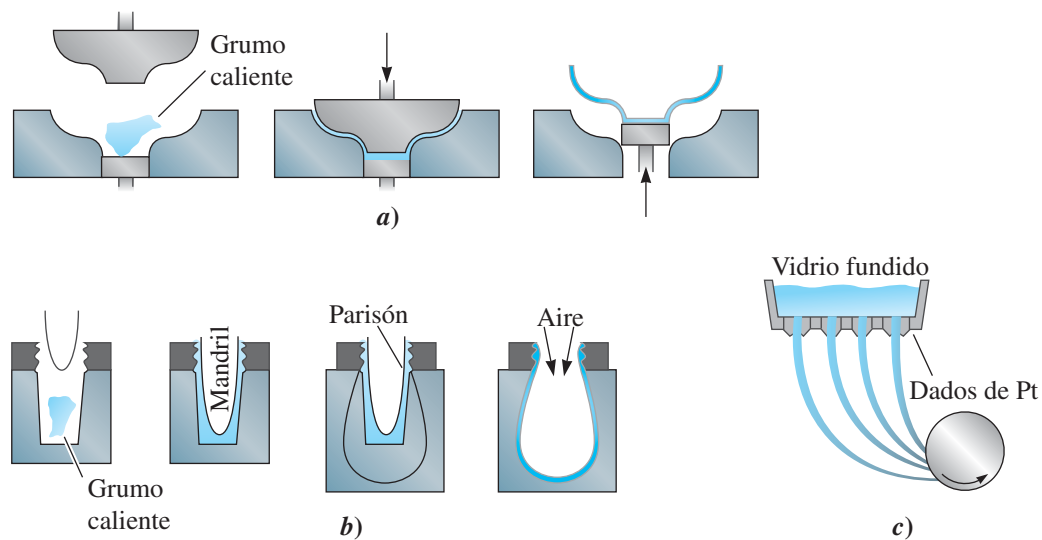 Grumo
caliente
a)
Vidrio fundido
Parisón
Aire
Mandril
Dados de Pt
Grumo
caliente
b)
c)